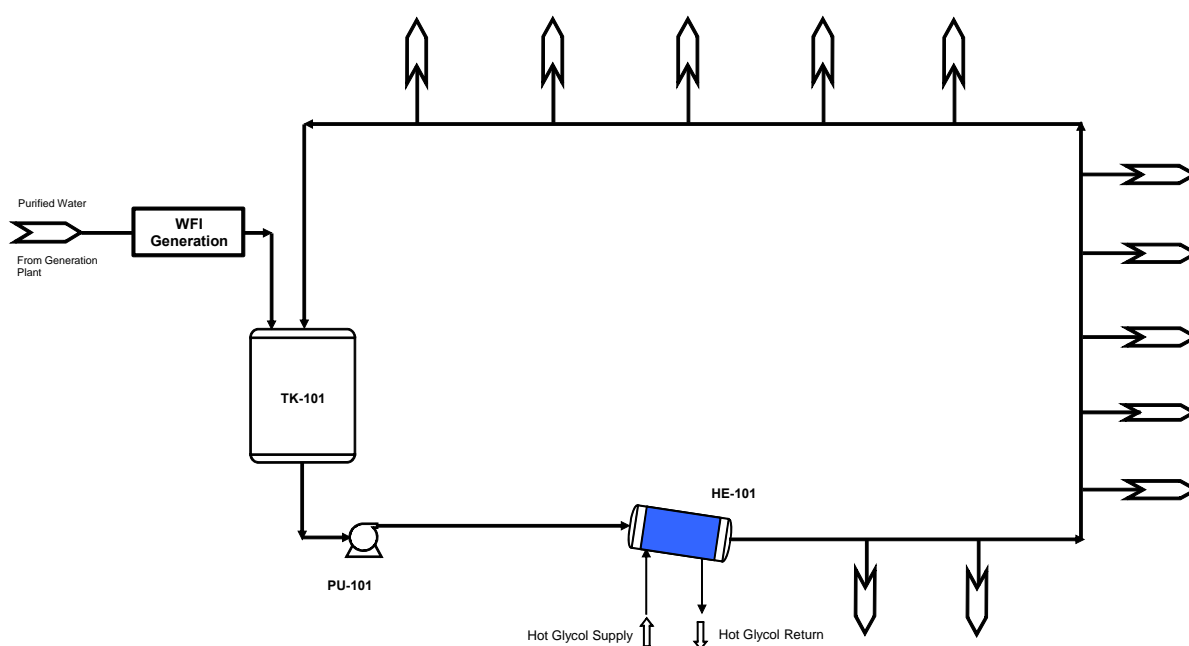 Purified Water
WFI
Generation
From Generation
Plant
TK-101
HE-101
PU-101
Hot Glycol Supply
Hot Glycol Return